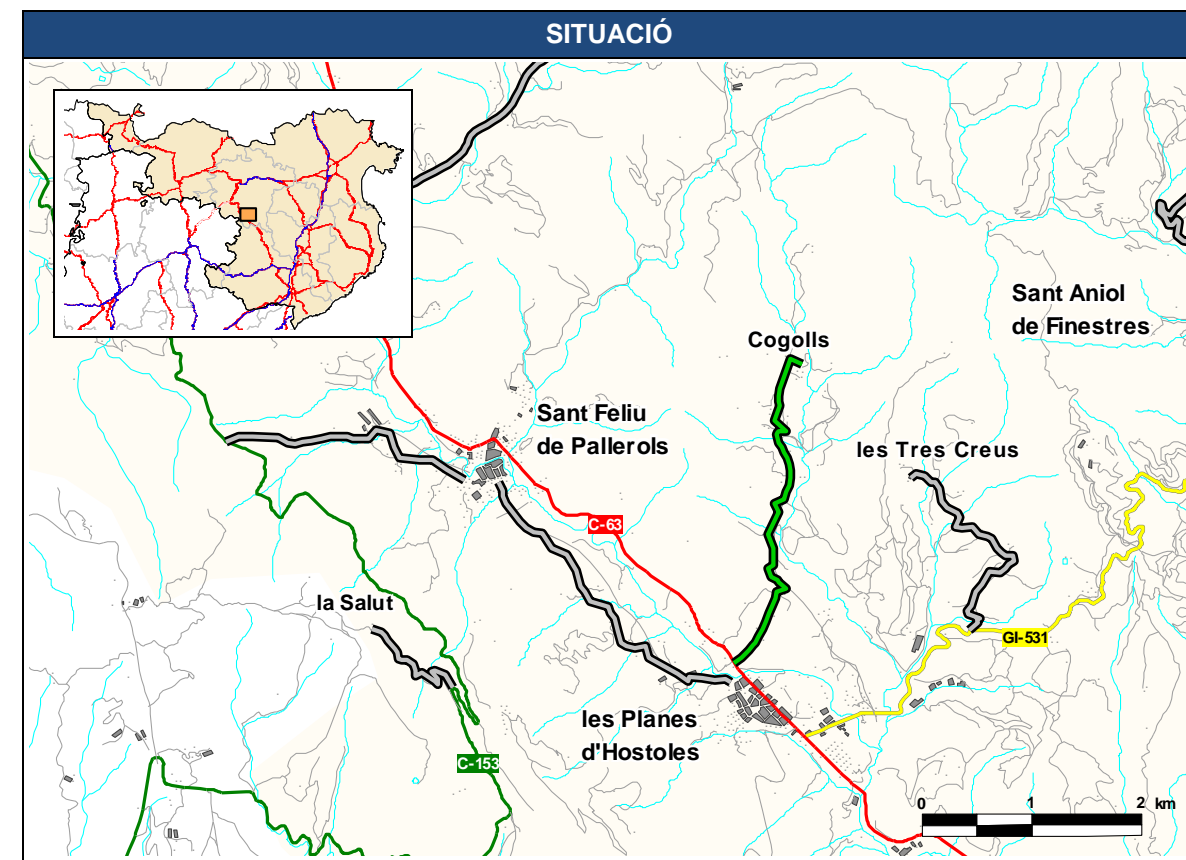 SITUACIÓ
Sant Aniol
de Finestres
Cogolls
Sant Feliu
de Pallerols
les Tres Creus
C-63
la Salut
GI-531
les Planes
d'Hostoles
C-153
0 1 2 km